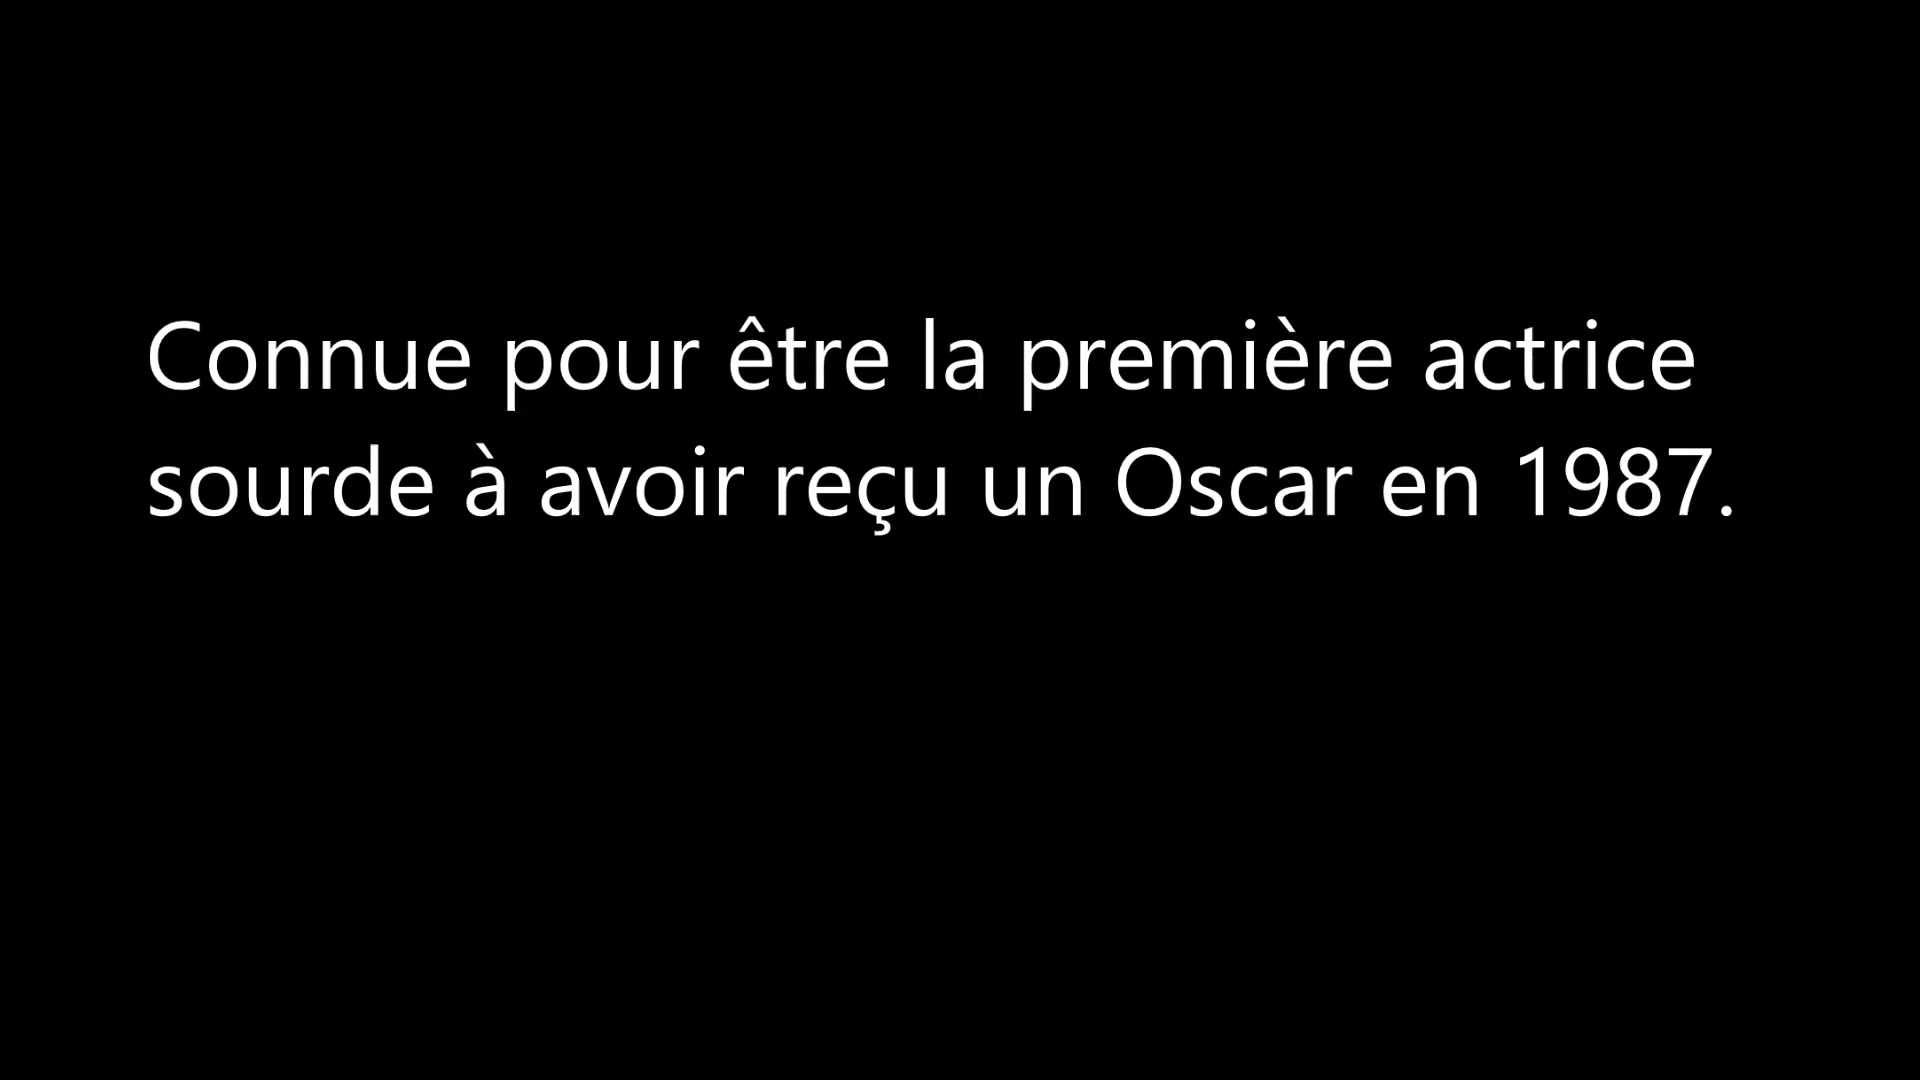 Connue pour être la première actrice
sourde à avoir reçu un Oscar en 1987.